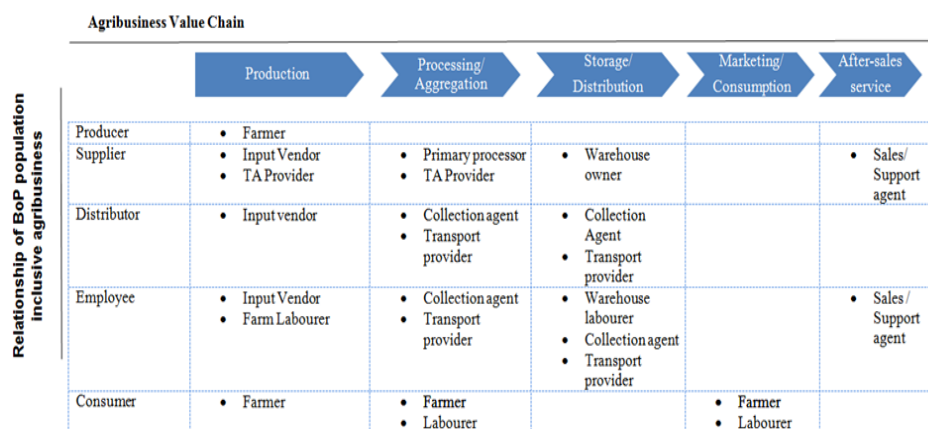 Agribusiness Value Chain
Production
Processing/
Aggregation
Storage/
Distribution
Marketing/
Consumption
After-sales
service
Relationship of BoP population
inclusive agribusiness
Producer
• Farmer
Supplier
• Input Vendor
• TA Provider
• Primary processor
• TA Provider
• Warehouse
owner
• Sales/
Support
agent
Distributor
• Input vendor
• Collection agent
• Transport
provider
• Collection
Agent
• Transport
provider
Employee
• Input Vendor
• Farm Labourer
• Collection agent
• Transport
provider
• Warehouse
labourer
• Collection agent
• Transport
provider
• Sales /
Support
agent
Consumer
• Farmer
• Farmer
• Labourer
• Farmer
• Labourer